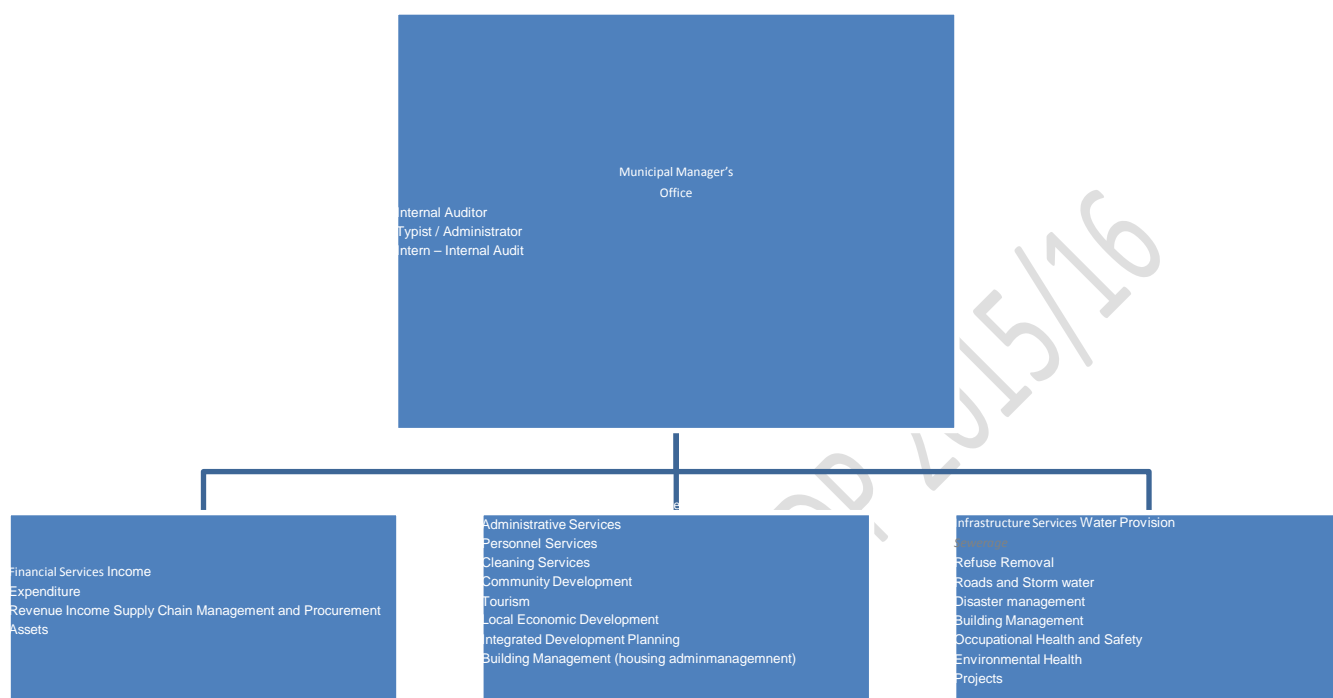 Municipal Manager's
Office
Internal Auditor
Typist / Administrator
Intern – Internal Audit
Financial Services Income
Expenditure
Revenue Income Supply Chain Management and Procurement
Assets
Administrative Services
Personnel Services
Cleaning Services
Community Development
Tourism
Local Economic Development
Integrated Development Planning
Building Management (housing adminmanagemnent)
Infrastructure Services Water Provision
Sewerage
Refuse Removal
Roads and Storm water
Disaster management
Building Management
Occupational Health and Safety
Environmental Health
Projects
2015/16